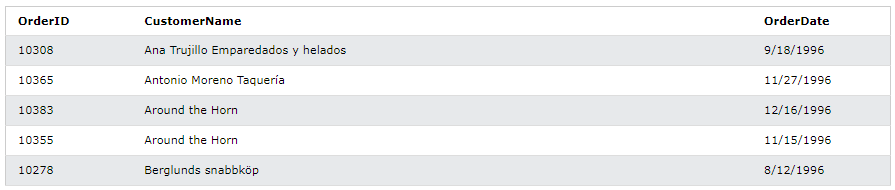 OrderID CustomerName OrderDate
10308 Ana Trujillo Emparedados y helados 9/18/1996
10365 Antonio Moreno Taquería 11/27/1996
10383 Around the Horn 12/16/1996
10355 Around the Horn 11/15/1996
10278 Berglunds snabbköp 8/12/1996